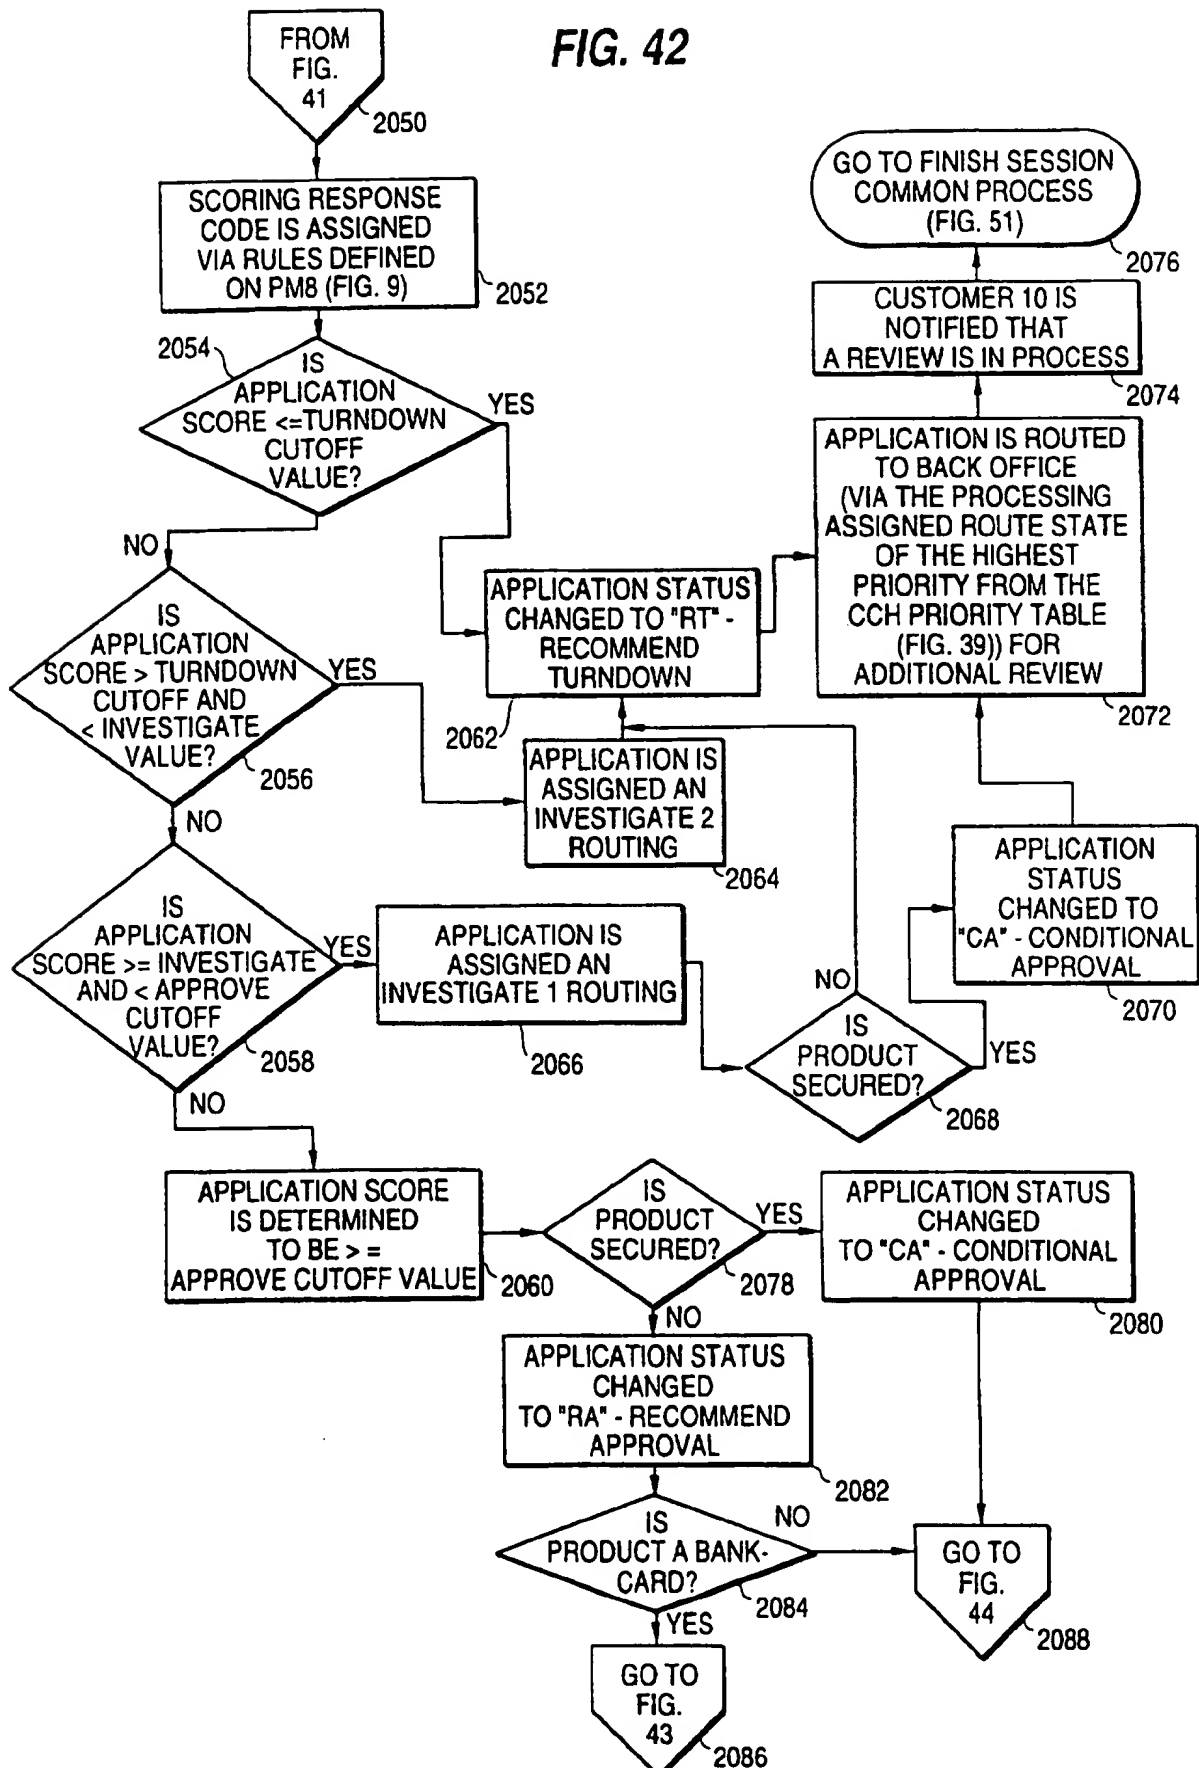 FIG. 42
FROM
FIG.
41
2050
SCORING RESPONSE
CODE IS ASSIGNED
VIA RULES DEFINED
ON PM8 (FIG. 9)
2052
2054
IS
APPLICATION
SCORE <=TURNDOWN
CUTOFF
VALUE?
YES
NO
IS
APPLICATION
SCORE > TURNDOWN
CUTOFF AND
< INVESTIGATE
VALUE?
2056
YES
NO
IS
APPLICATION
SCORE >= INVESTIGATE
AND < APPROVE
CUTOFF
VALUE?
2058
YES
NO
APPLICATION STATUS
CHANGED TO "RT" -
RECOMMEND
TURNDOWN
2062
APPLICATION IS
ASSIGNED AN
INVESTIGATE 2
ROUTING
2064
APPLICATION IS
ASSIGNED AN
INVESTIGATE 1 ROUTING
2066
GO TO FINISH SESSION
COMMON PROCESS
(FIG. 51)
2076
CUSTOMER 10 IS
NOTIFIED THAT
A REVIEW IS IN PROCESS
2074
APPLICATION IS ROUTED
TO BACK OFFICE
(VIA THE PROCESSING
ASSIGNED ROUTE STATE
OF THE HIGHEST
PRIORITY FROM THE
CCH PRIORITY TABLE
(FIG. 39)) FOR
ADDITIONAL REVIEW
2072
APPLICATION
STATUS
CHANGED TO
"CA" - CONDITIONAL
APPROVAL
2070
NO
IS
PRODUCT
SECURED?
YES
2068
APPLICATION SCORE
IS DETERMINED
TO BE > =
APPROVE CUTOFF VALUE
2060
IS
PRODUCT
SECURED?
YES
2078
NO
APPLICATION STATUS
CHANGED
TO "CA" - CONDITIONAL
APPROVAL
2080
APPLICATION STATUS
CHANGED
TO "RA" - RECOMMEND
APPROVAL
2082
IS
PRODUCT A BANK-
CARD?
NO
2084
YES
GO TO
FIG.
44
2088
GO TO
FIG.
43
2086